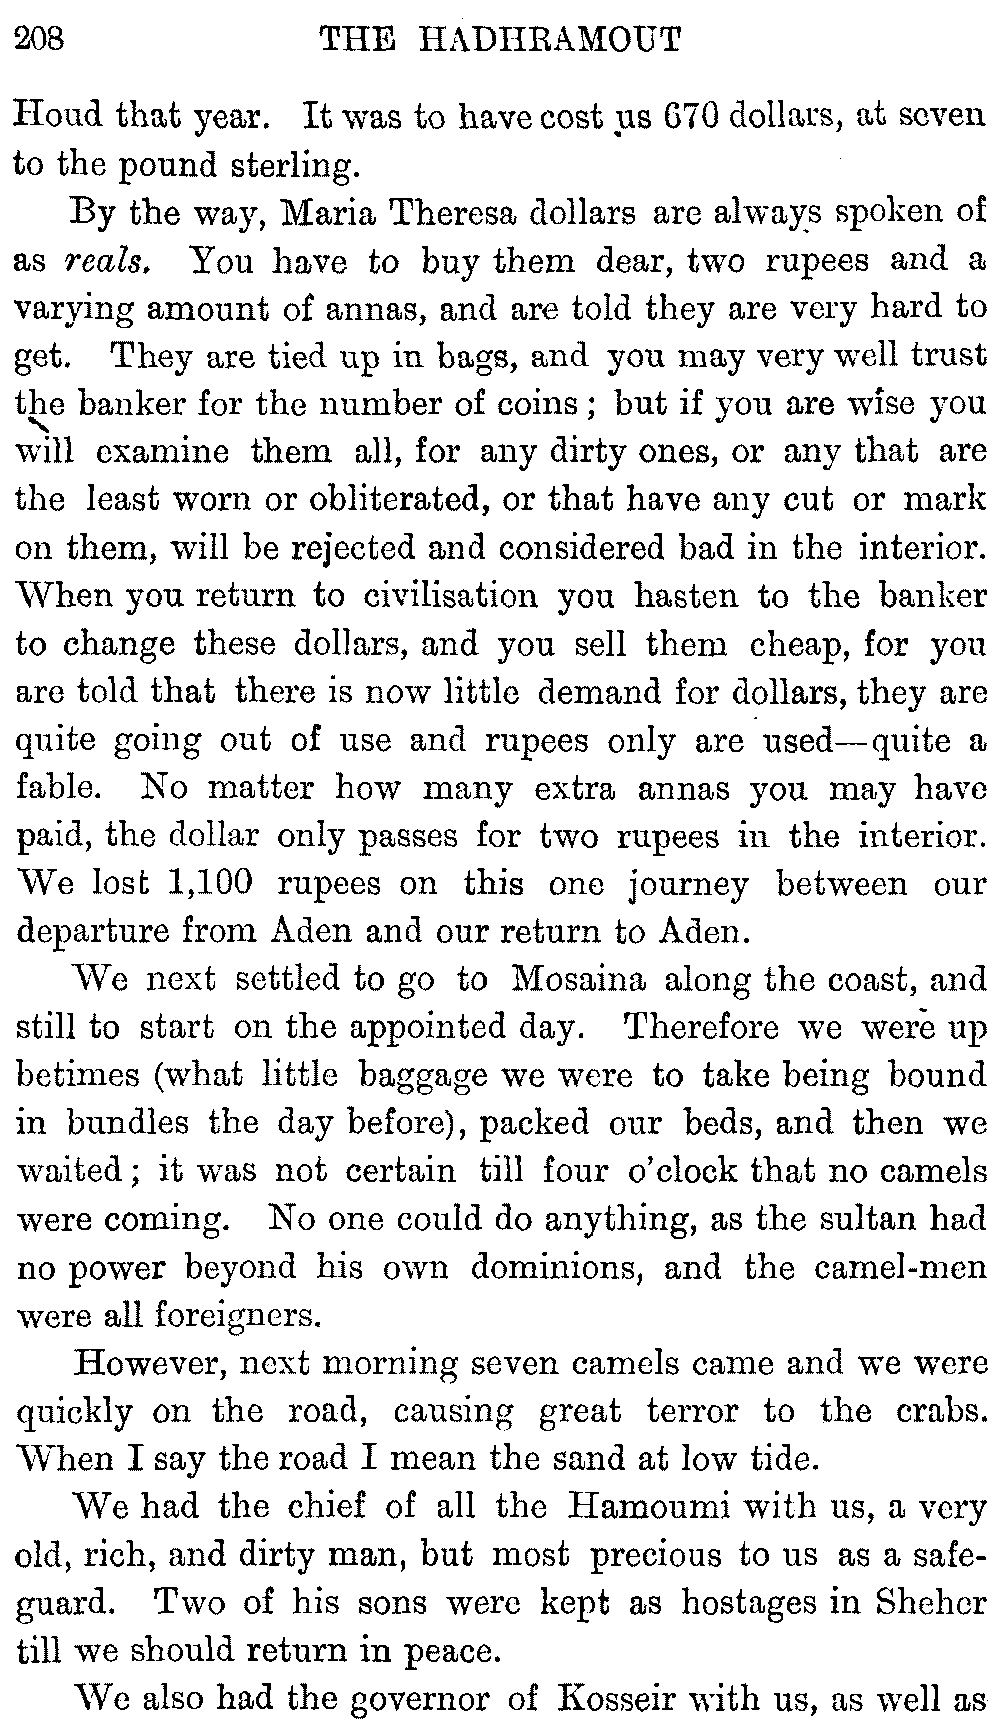 208 THE HADHRAMOUT
Houd that year. It was to have cost us 670 dollars, at seven
to the pound sterling.
By the way, Maria Theresa dollars are always spoken of
as reals. You have to buy them dear, two rupees and a
varying amount of annas, and are told they are very hard to
get. They are tied up in bags, and you may very well trust
the banker for the number of coins; but if you are wise you
will examine them all, for any dirty ones, or any that are
the least worn or obliterated, or that have any cut or mark
on them, will be rejected and considered bad in the interior.
When you return to civilisation you hasten to the banker
to change these dollars, and you sell them cheap, for you
are told that there is now little demand for dollars, they are
quite going out of use and rupees only are used—quite a
fable. No matter how many extra annas you may have
paid, the dollar only passes for two rupees in the interior.
We lost 1,100 rupees on this one journey between our
departure from Aden and our return to Aden.
We next settled to go to Mosaina along the coast, and
still to start on the appointed day. Therefore we were up
betimes (what little baggage we were to take being bound
in bundles the day before), packed our beds, and then we
waited; it was not certain till four o'clock that no camels
were coming. No one could do anything, as the sultan had
no power beyond his own dominions, and the camel-men
were all foreigners.
However, next morning seven camels came and we were
quickly on the road, causing great terror to the crabs.
When I say the road I mean the sand at low tide.
We had the chief of all the Hamoumi with us, a very
old, rich, and dirty man, but most precious to us as a safe-
guard. Two of his sons were kept as hostages in Sheher
till we should return in peace.
We also had the governor of Kosseir with us, as well as